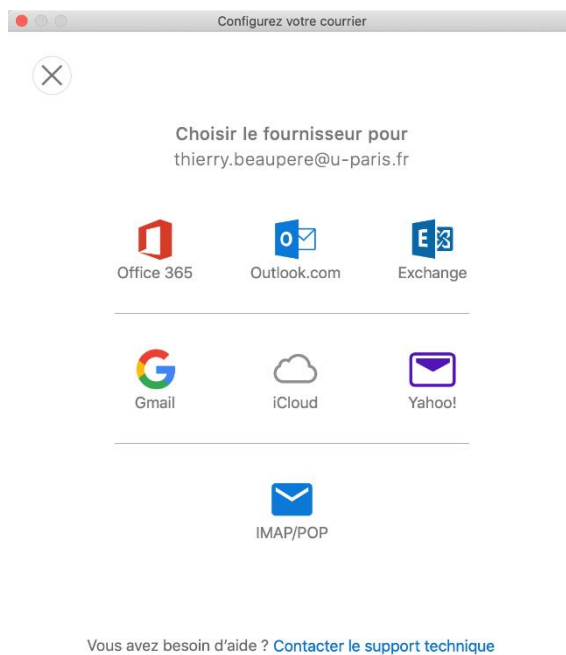 Configurez votre courrier
Choisir le fournisseur pour
thierry.beaupere@u-paris.fr
Office 365
Outlook.com
Exchange
Gmail
iCloud
Yahoo!
IMAP/POP
Vous avez besoin d'aide ? Contacter le support technique